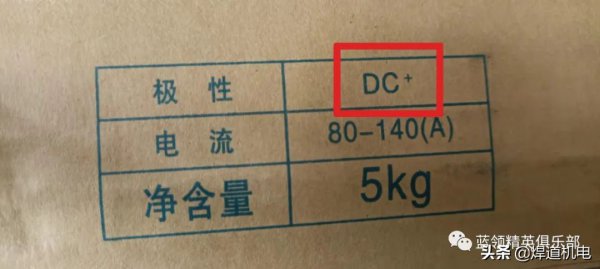 极性 DC⁺
电流 80-140(A)
净含量 5kg
蓝领精英俱乐部
头条 @焊道机电